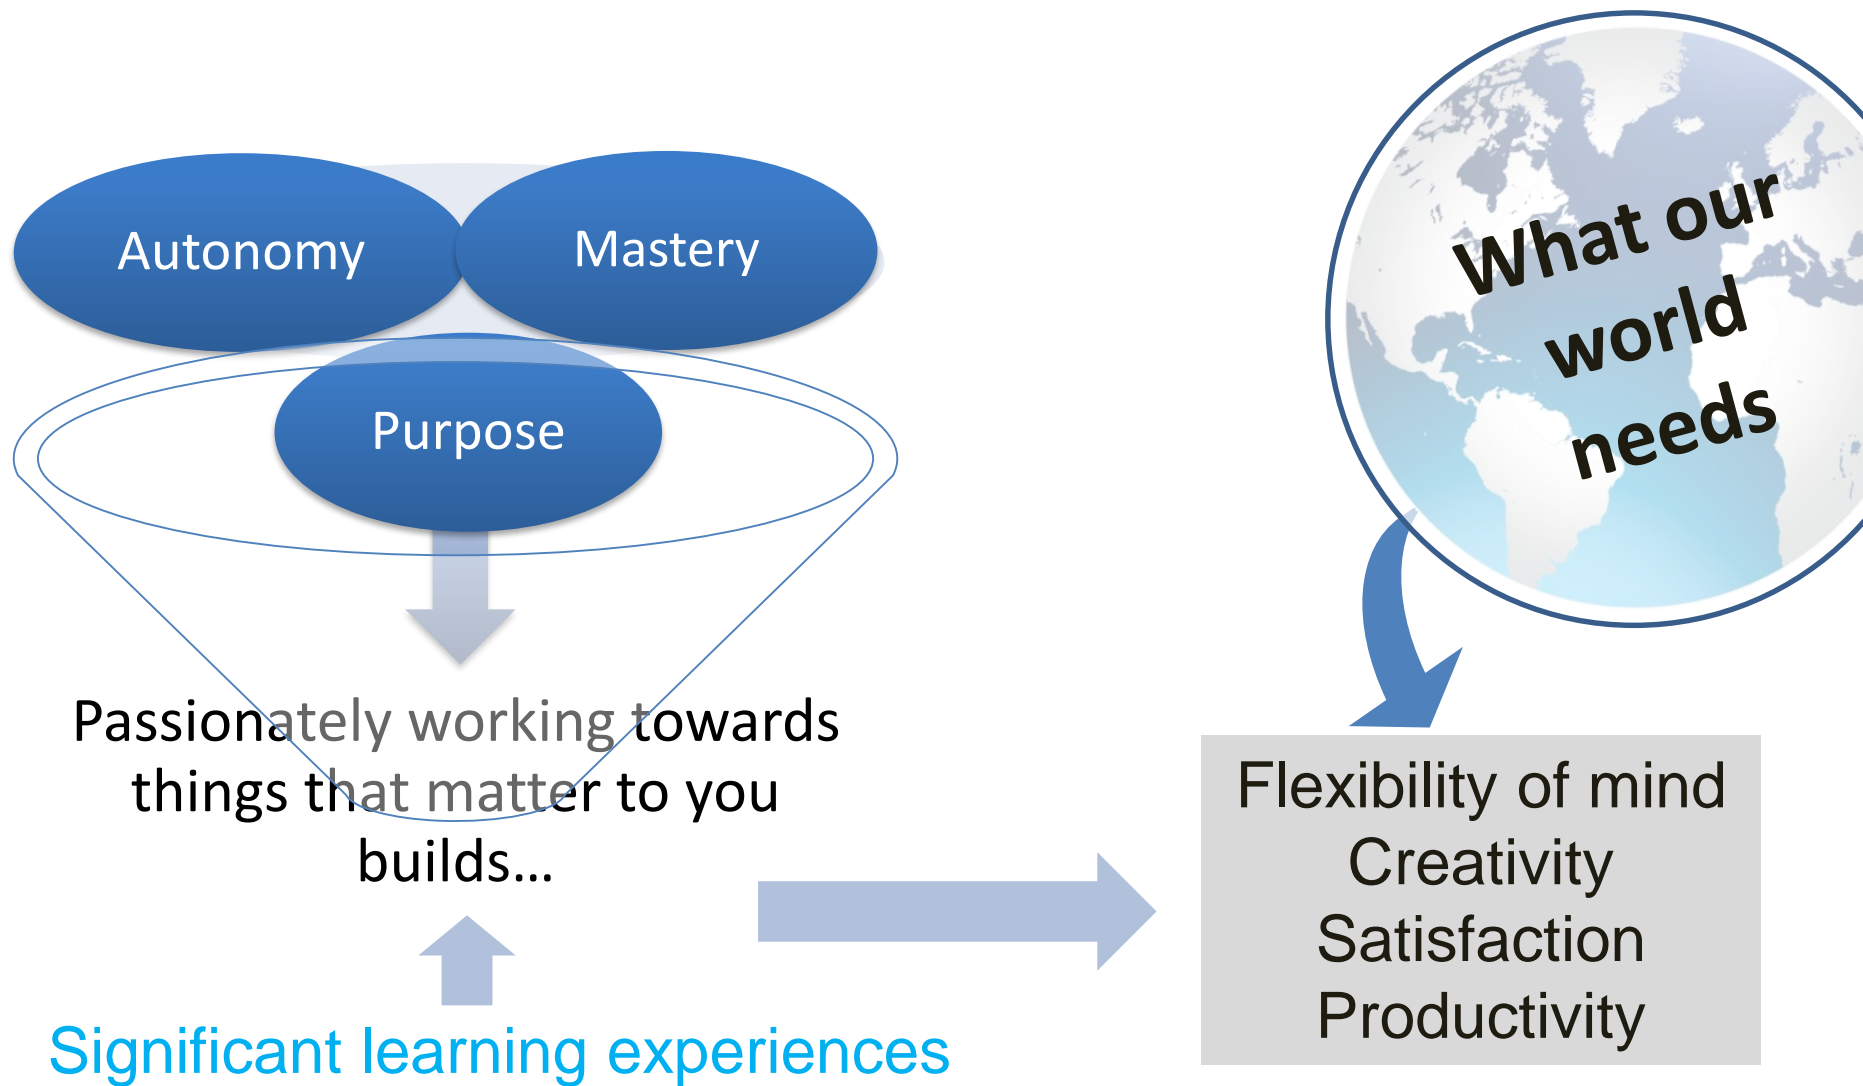 Autonomy
Mastery
Purpose
Passionately working towards
things that matter to you
builds...
Significant learning experiences
What our
world
needs
Flexibility of mind
Creativity
Satisfaction
Productivity